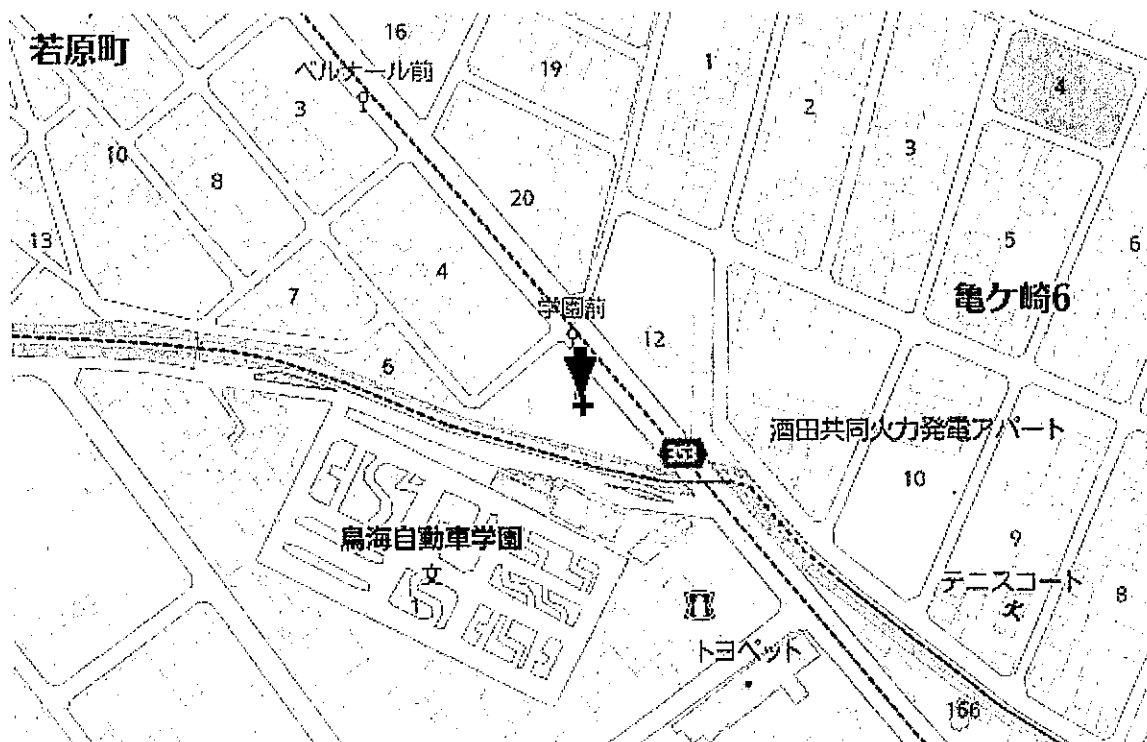 若原町
16
ベルナール前
19
1
4
3
2
10
8
3
20
13
5
6
4
7
亀ケ崎6
学園前
12
6
酒田共同火力発電アパート
353
10
鳥海自動車学園
文
9
テニスコート
1
8
トヨペット
166